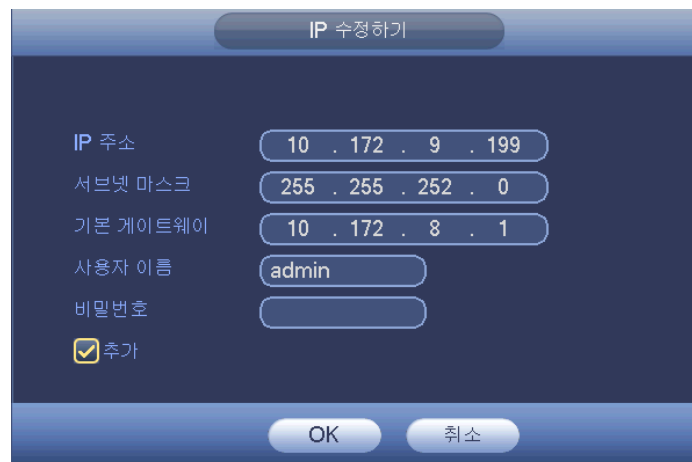 IP 수정하기
IP 주소 10 . 172 . 9 . 199
서브넷 마스크 255 . 255 . 252 . 0
기본 게이트웨이 10 . 172 . 8 . 1
사용자 이름 admin
비밀번호
추가
OK 취소